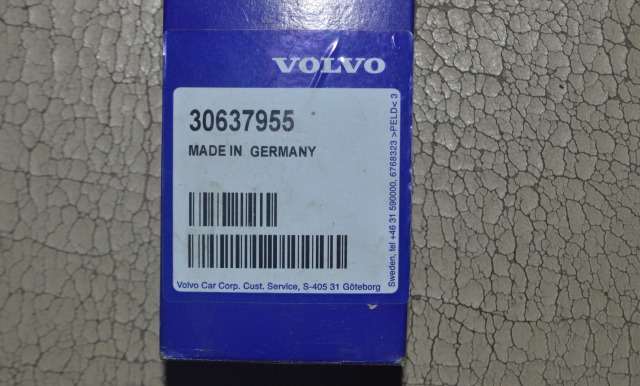 VOLVO
30637955
MADE IN GERMANY
Volvo Car Corp. Cust. Service, S-405 31 Göteborg
Sweden, tel +46 31 590000, 6768323 >PELD< 3